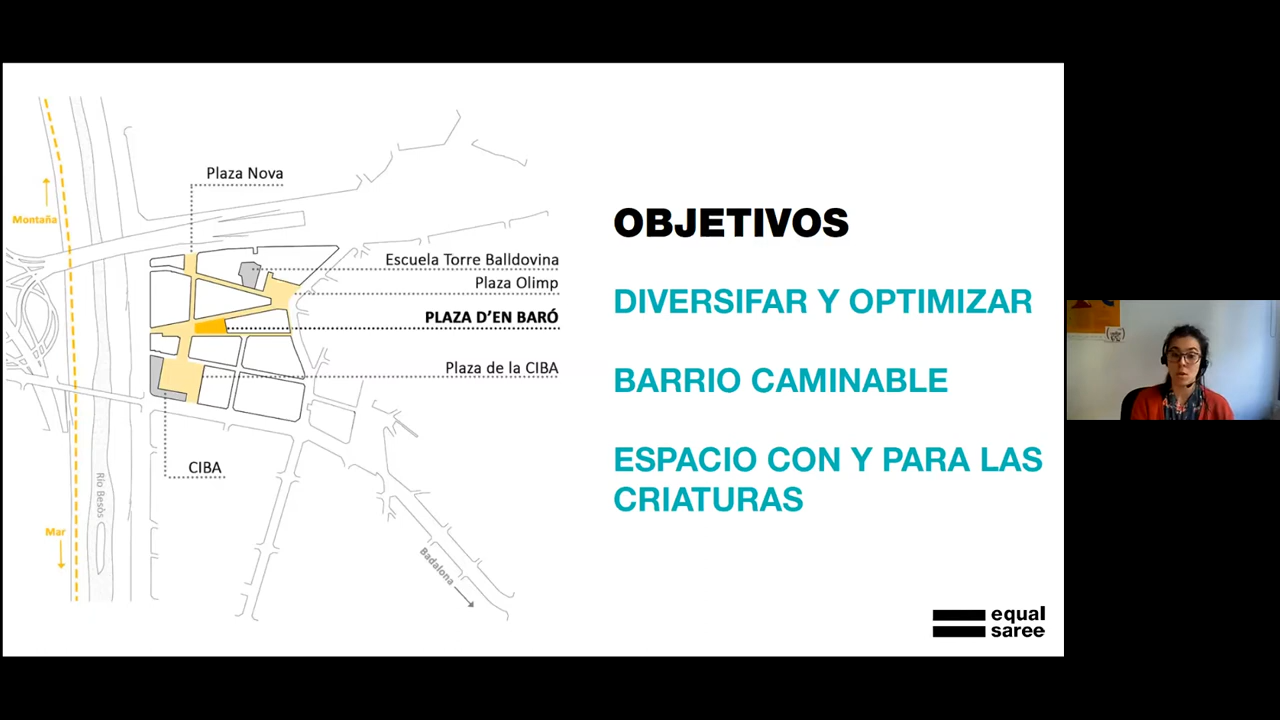 Plaza Nova
Montaña
Escuela Torre Balldovina
Plaza Olimp
PLAZA D'EN BARÓ
Plaza de la CIBA
CIBA
Río Besòs
Mar
Badalona
OBJETIVOS
DIVERSIFAR Y OPTIMIZAR
BARRIO CAMINABLE
ESPACIO CON Y PARA LAS
CRIATURAS
equal
saree